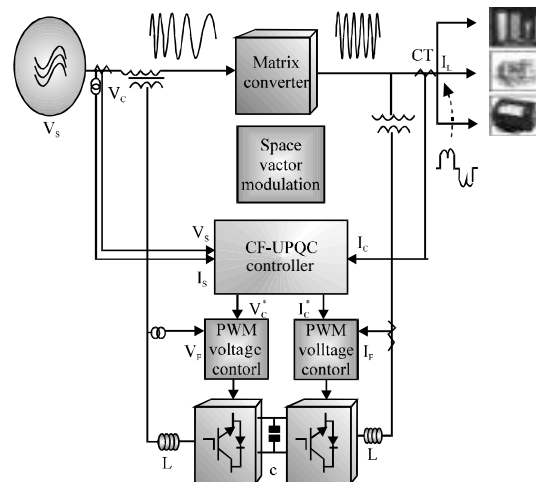 Matrix
converter
CT
I_L
V_C
V_S
Space
vactor
modulation
V_S
I_S
CF-UPQC
controller
I_C
V_C^*
I_C^*
V_F
PWM
voltage
contorl
PWM
volltage
contorl
I_F
L
c
L